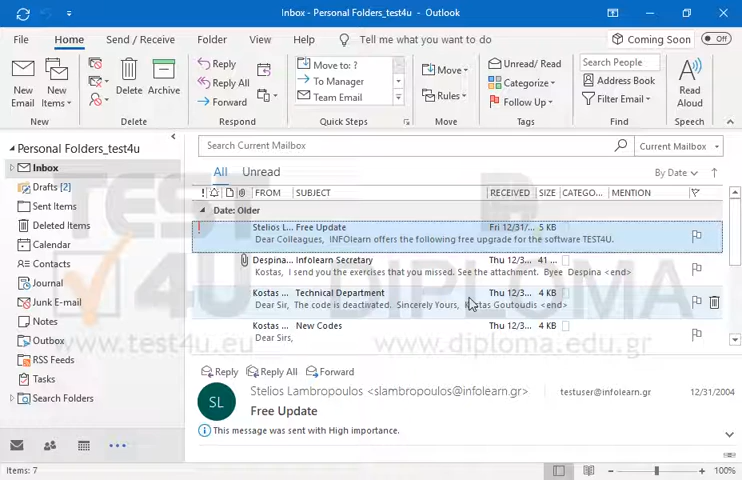 Inbox - Personal Folders_test4u - Outlook
File Home Send / Receive Folder View Help Tell me what you want to do Coming Soon Off
New Email
New Items
Delete
Archive
Reply
Reply All
Forward
Move to: ?
To Manager
Team Email
Move
Rules
Unread/ Read
Categorize
Follow Up
Search People
Address Book
Filter Email
Read Aloud
New Delete Respond Quick Steps Move Tags Find Speech
Personal Folders_test4u
Inbox
Drafts [2]
Sent Items
Deleted Items
Calendar
Contacts
Journal
Junk E-mail
Notes
Outbox
RSS Feeds
Tasks
Search Folders
Search Current Mailbox Current Mailbox
All Unread By Date
FROM SUBJECT RECEIVED SIZE CATEGO... MENTION
Date: Older
Stelios L... Free Update Fri 12/31/... 5 KB
Dear Colleagues, INFOlearn offers the following free upgrade for the software TEST4U.
Despina... Infolearn Secretary Thu 12/3... 41 ...
Kostas, I send you the exercises that you missed. See the attachment. Byee Despina <end>
Kostas ... Technical Department Thu 12/3... 4 KB
Dear Sir, The code is deactivated. Sincerely Yours, Kostas Goutoudis <end>
Kostas ... New Codes Thu 12/3... 4 KB
Dear Sirs,
Reply Reply All Forward
SL
Stelios Lambropoulos <slambropoulos@infolearn.gr> testuser@infolearn.gr 12/31/2004
Free Update
This message was sent with High importance.
Items: 7 100%
TEST
4U
DIPLOMA
www.test4u.eu www.diploma.edu.gr